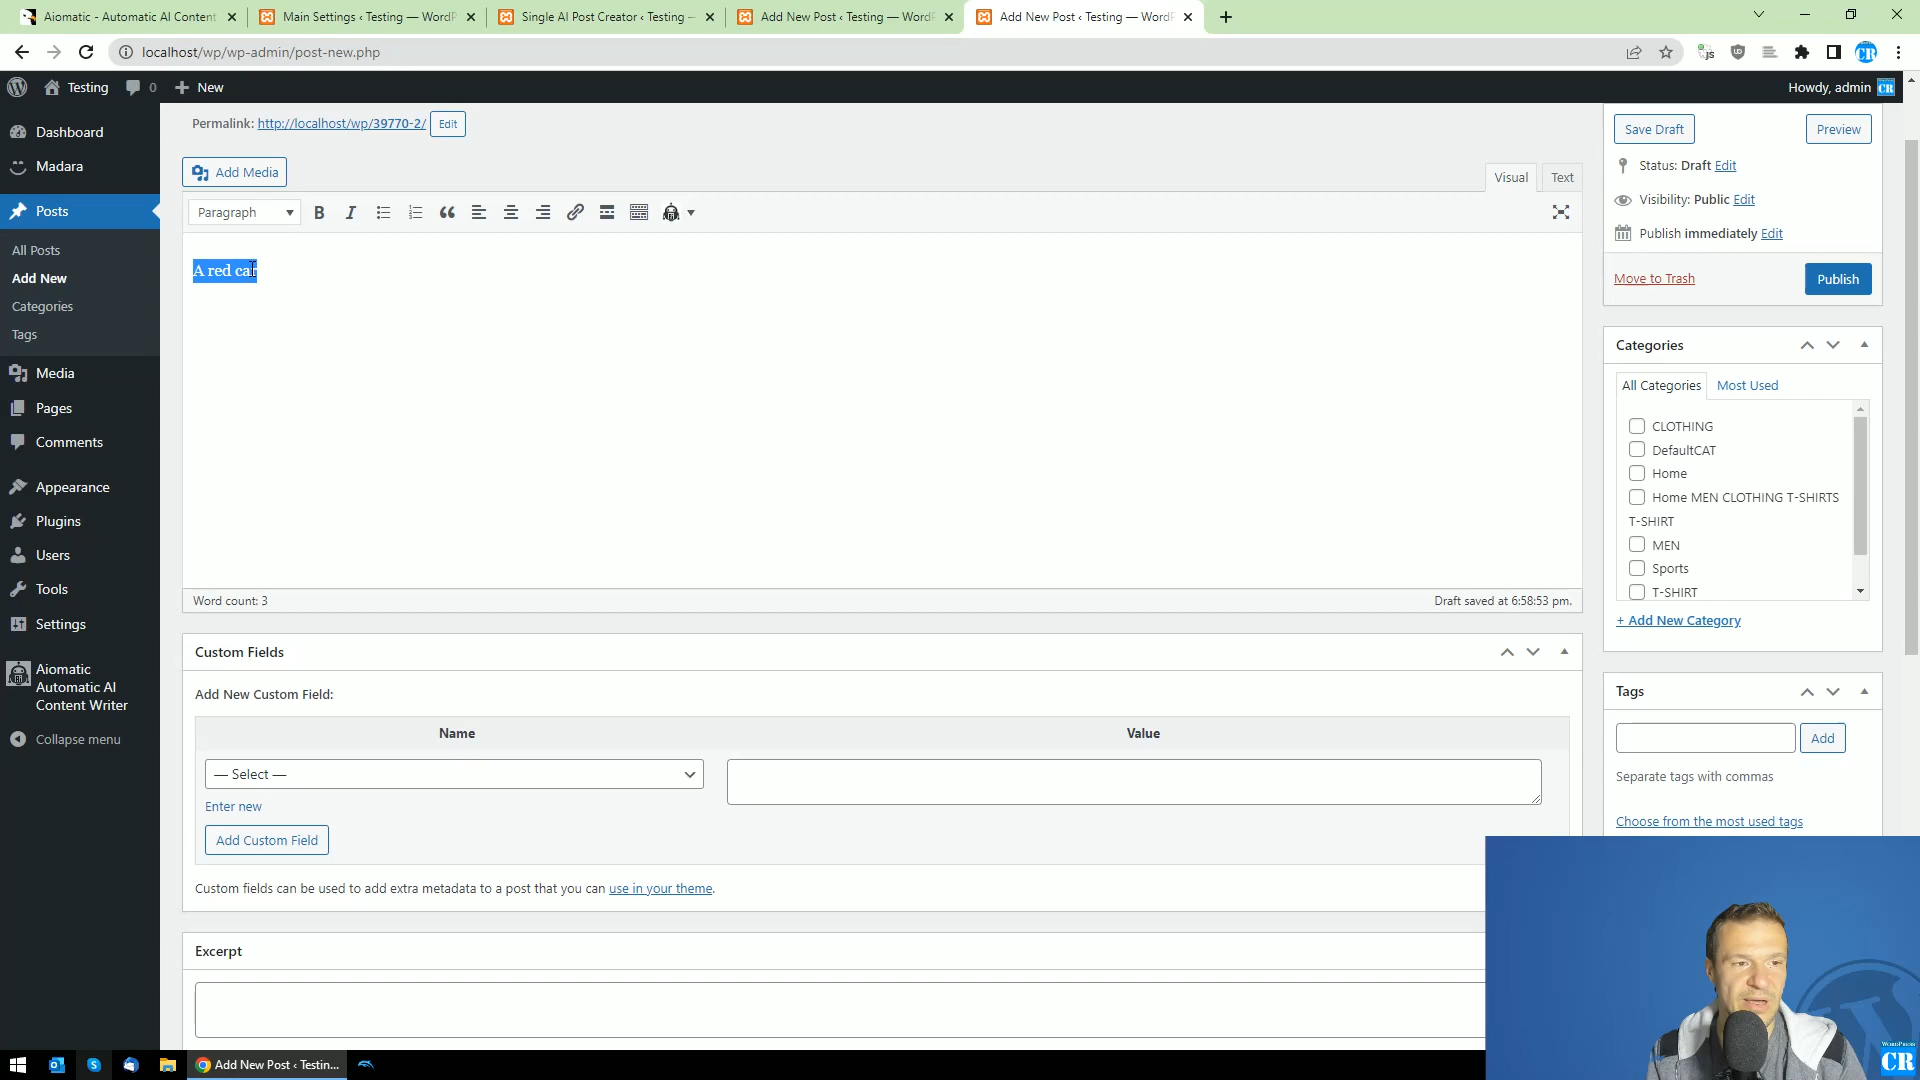 Aiomatic - Automatic AI Content
Main Settings ‹ Testing — WordP
Single AI Post Creator ‹ Testing —
Add New Post ‹ Testing — WordP
Add New Post ‹ Testing — WordP
localhost/wp/wp-admin/post-new.php
Testing
0
New
Howdy, admin
CR
Dashboard
Madara
Posts
All Posts
Add New
Categories
Tags
Media
Pages
Comments
Appearance
Plugins
Users
Tools
Settings
Aiomatic
Automatic AI
Content Writer
Collapse menu
Permalink: http://localhost/wp/39770-2/ Edit
Add Media
Visual
Text
Paragraph
A red car
Word count: 3
Draft saved at 6:58:53 pm.
Custom Fields
Add New Custom Field:
Name
Value
— Select —
Enter new
Add Custom Field
Custom fields can be used to add extra metadata to a post that you can use in your theme.
Excerpt
Save Draft
Preview
Status: Draft Edit
Visibility: Public Edit
Publish immediately Edit
Move to Trash
Publish
Categories
All Categories
Most Used
CLOTHING
DefaultCAT
Home
Home MEN CLOTHING T-SHIRTS
T-SHIRT
MEN
Sports
T-SHIRT
+ Add New Category
Tags
Add
Separate tags with commas
Choose from the most used tags
Add New Post ‹ Testin...
WORDPRESS
CR